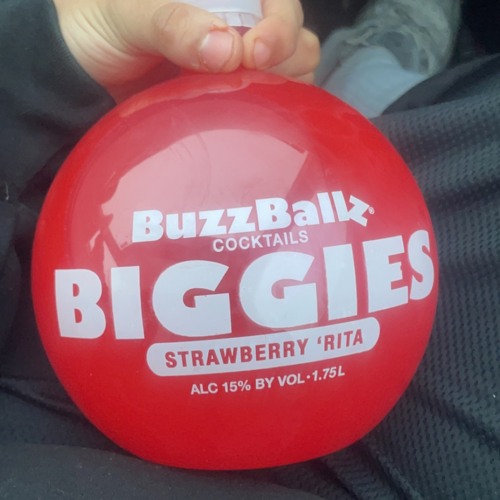 BuzzBallz®
COCKTAILS
BIGGIES
STRAWBERRY 'RITA
ALC 15% BY VOL • 1.75L